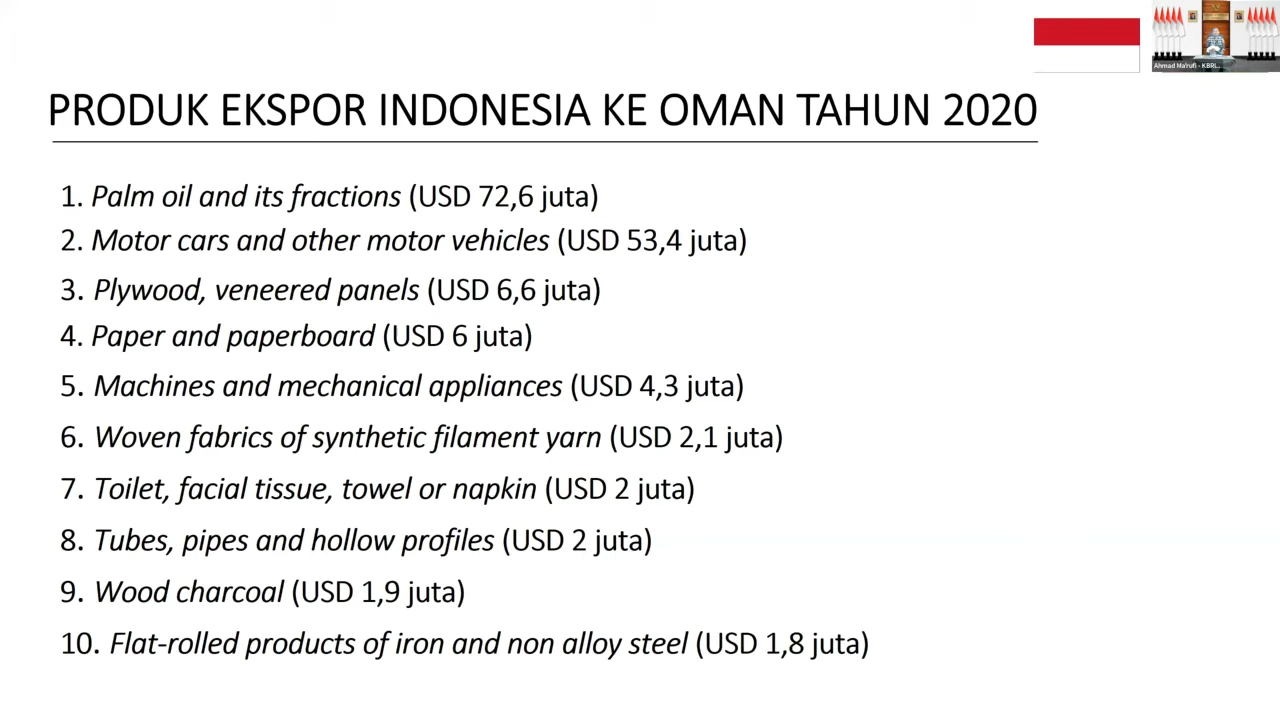 Ahmad Ma'rufi - KBRI...
PRODUK EKSPOR INDONESIA KE OMAN TAHUN 2020
1. Palm oil and its fractions (USD 72,6 juta)
2. Motor cars and other motor vehicles (USD 53,4 juta)
3. Plywood, veneered panels (USD 6,6 juta)
4. Paper and paperboard (USD 6 juta)
5. Machines and mechanical appliances (USD 4,3 juta)
6. Woven fabrics of synthetic filament yarn (USD 2,1 juta)
7. Toilet, facial tissue, towel or napkin (USD 2 juta)
8. Tubes, pipes and hollow profiles (USD 2 juta)
9. Wood charcoal (USD 1,9 juta)
10. Flat-rolled products of iron and non alloy steel (USD 1,8 juta)